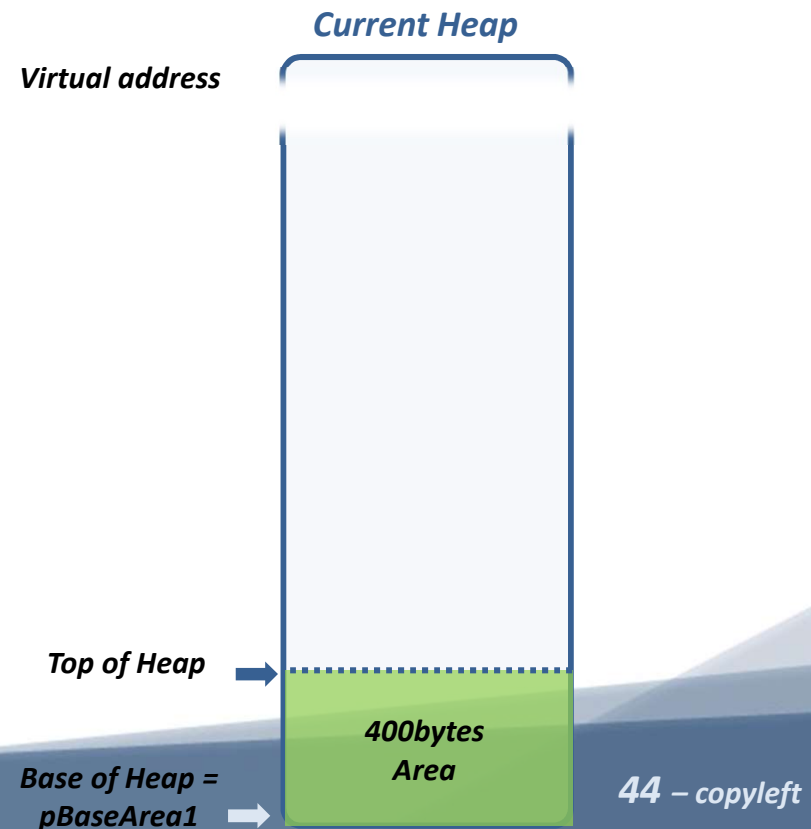 Current Heap
Virtual address
Top of Heap
400bytes
Area
Base of Heap =
pBaseArea1
44 – copyleft